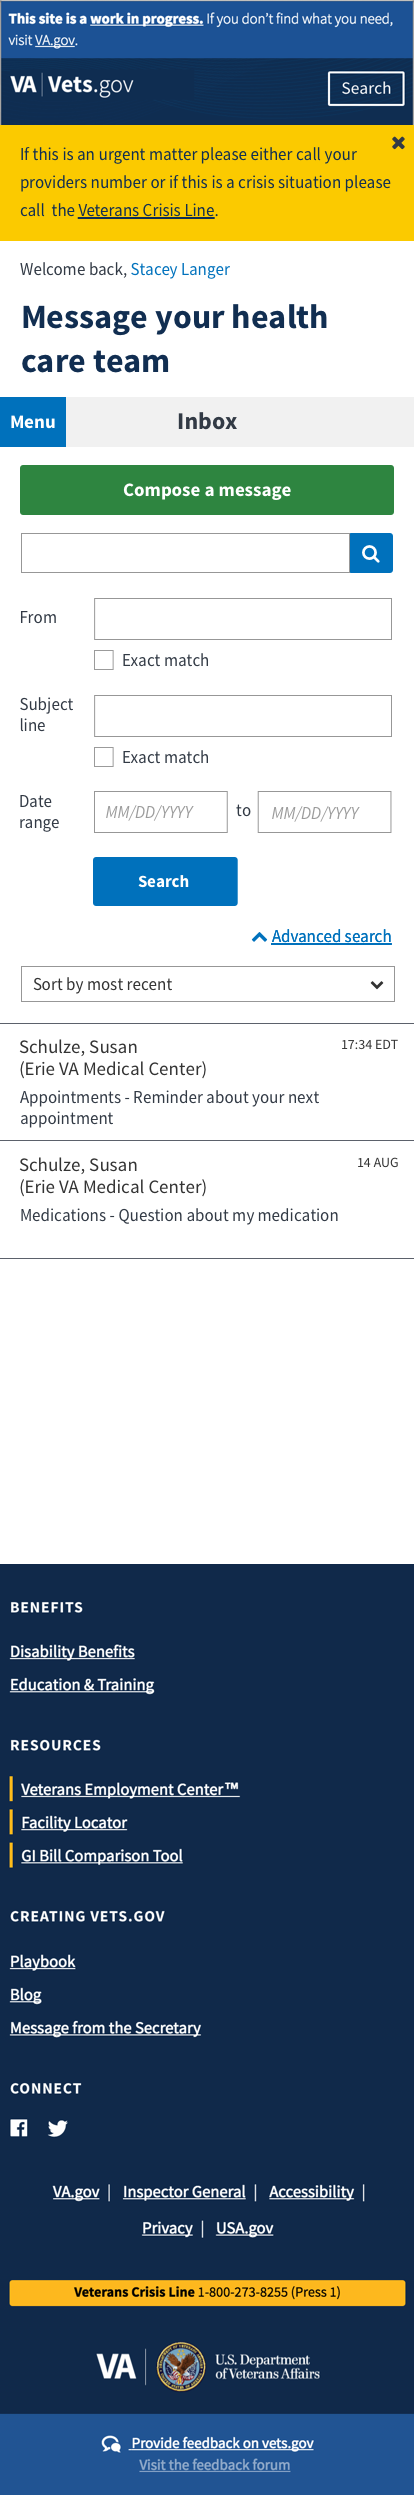 This site is a work in progress. If you don't find what you need,
visit VA.gov.
VA | Vets.gov
Search
If this is an urgent matter please either call your
providers number or if this is a crisis situation please
call the Veterans Crisis Line.
Welcome back, Stacey Langer
Message your health
care team
Menu
Inbox
Compose a message
From
Exact match
Subject
line
Exact match
Date
range
MM/DD/YYYY to MM/DD/YYYY
Search
Advanced search
Sort by most recent
Schulze, Susan 17:34 EDT
(Erie VA Medical Center)
Appointments - Reminder about your next
appointment
Schulze, Susan 14 AUG
(Erie VA Medical Center)
Medications - Question about my medication
BENEFITS
Disability Benefits
Education & Training
RESOURCES
Veterans Employment Center™
Facility Locator
GI Bill Comparison Tool
CREATING VETS.GOV
Playbook
Blog
Message from the Secretary
CONNECT
VA.gov | Inspector General | Accessibility |
Privacy | USA.gov
Veterans Crisis Line 1-800-273-8255 (Press 1)
VA | U.S. Department
of Veterans Affairs
Provide feedback on vets.gov
Visit the feedback forum